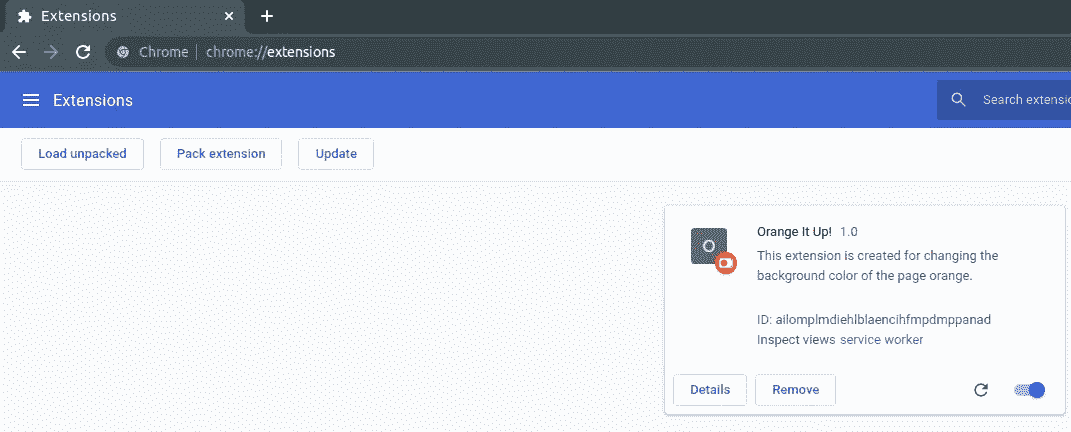 Extensions
Chrome | chrome://extensions
Extensions
Search extensio
Load unpacked
Pack extension
Update
Orange It Up! 1.0
This extension is created for changing the
background color of the page orange.
ID: ailomplmdiehlblaencihfmpdmppanad
Inspect views service worker
Details
Remove